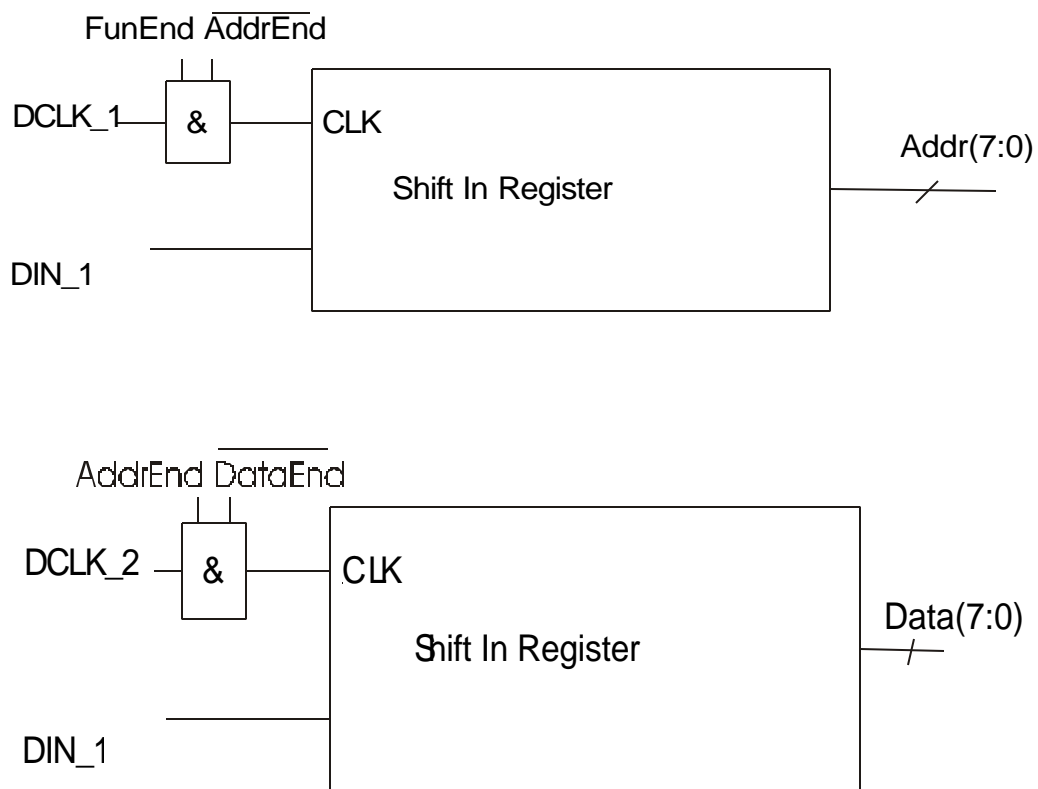 FunEnd AddrEnd
DCLK_1
&
CLK
Addr(7:0)
Shift In Register
DIN_1
AddrEnd DataEnd
DCLK_2
&
CLK
Data(7:0)
Shift In Register
DIN_1